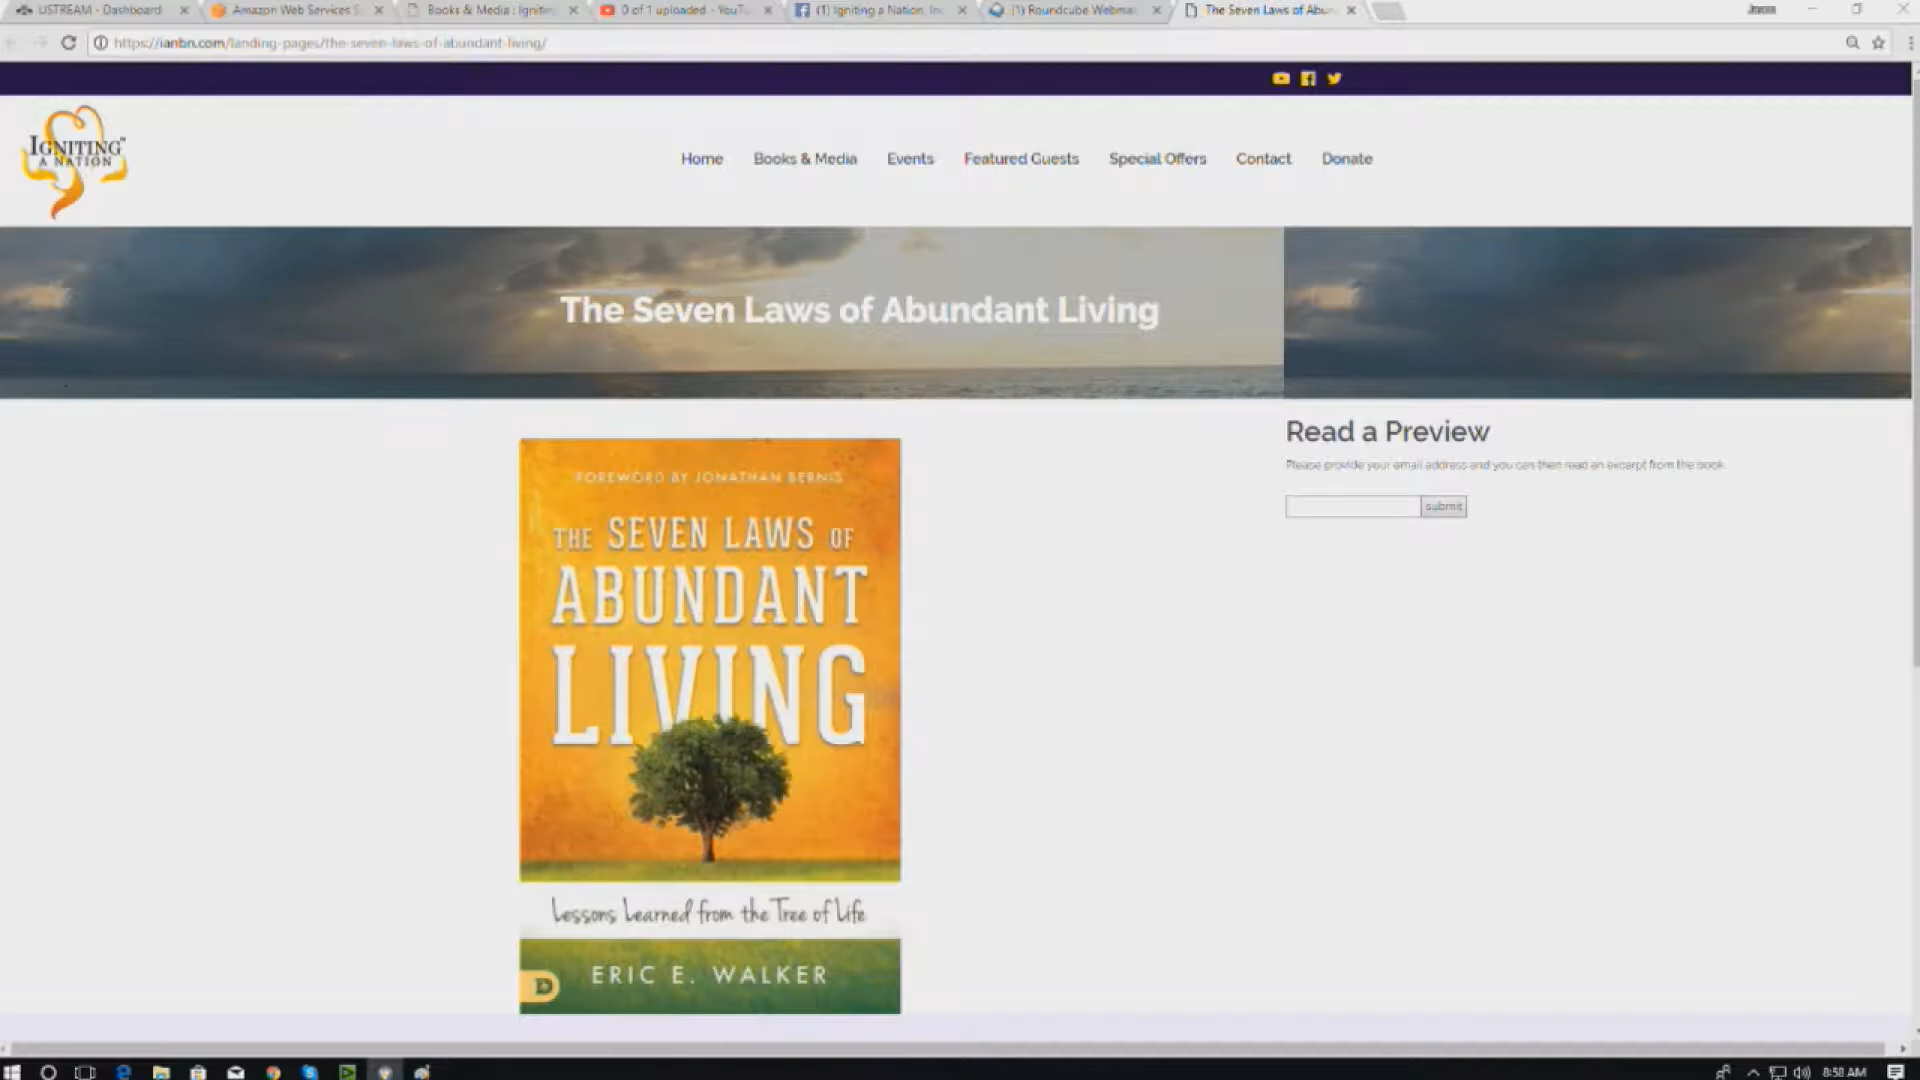 USTREAM - Dashboard
Amazon Web Services S
Books & Media : Ignitin
0 of 1 uploaded - YouT
(1) Igniting a Nation, Inc
(1) Roundcube Webmai
The Seven Laws of Abun
https://ianbn.com/landing-pages/the-seven-laws-of-abundant-living/
IGNITING
A NATION
Home
Books & Media
Events
Featured Guests
Special Offers
Contact
Donate
The Seven Laws of Abundant Living
Read a Preview
Please provide your email address and you can then read an excerpt from the book.
submit
FOREWORD BY JONATHAN BERNIS
THE SEVEN LAWS OF
ABUNDANT
LIVING
Lessons Learned from the Tree of Life
ERIC E. WALKER
8:58 AM